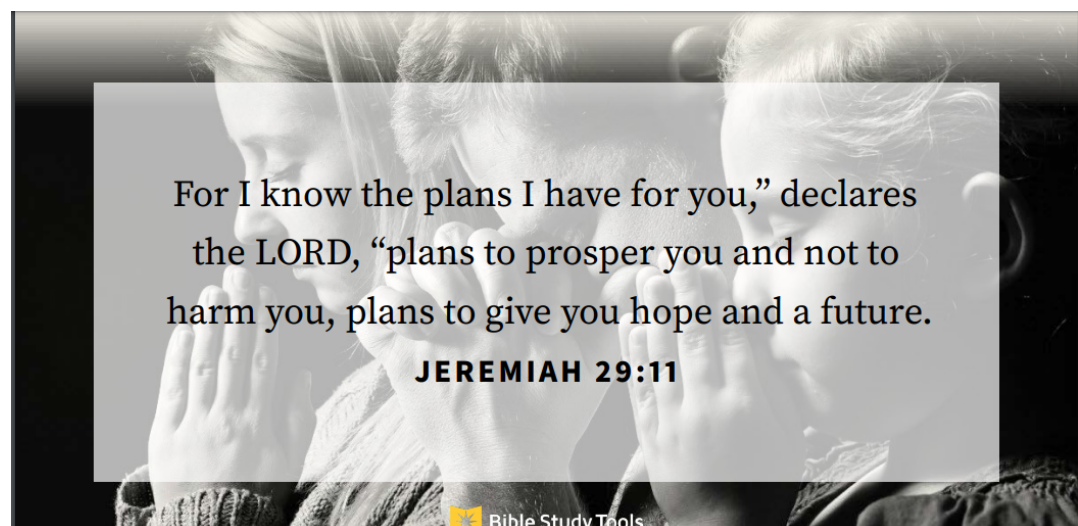 For I know the plans I have for you,” declares
the LORD, “plans to prosper you and not to
harm you, plans to give you hope and a future.
JEREMIAH 29:11
Bible Study Tools